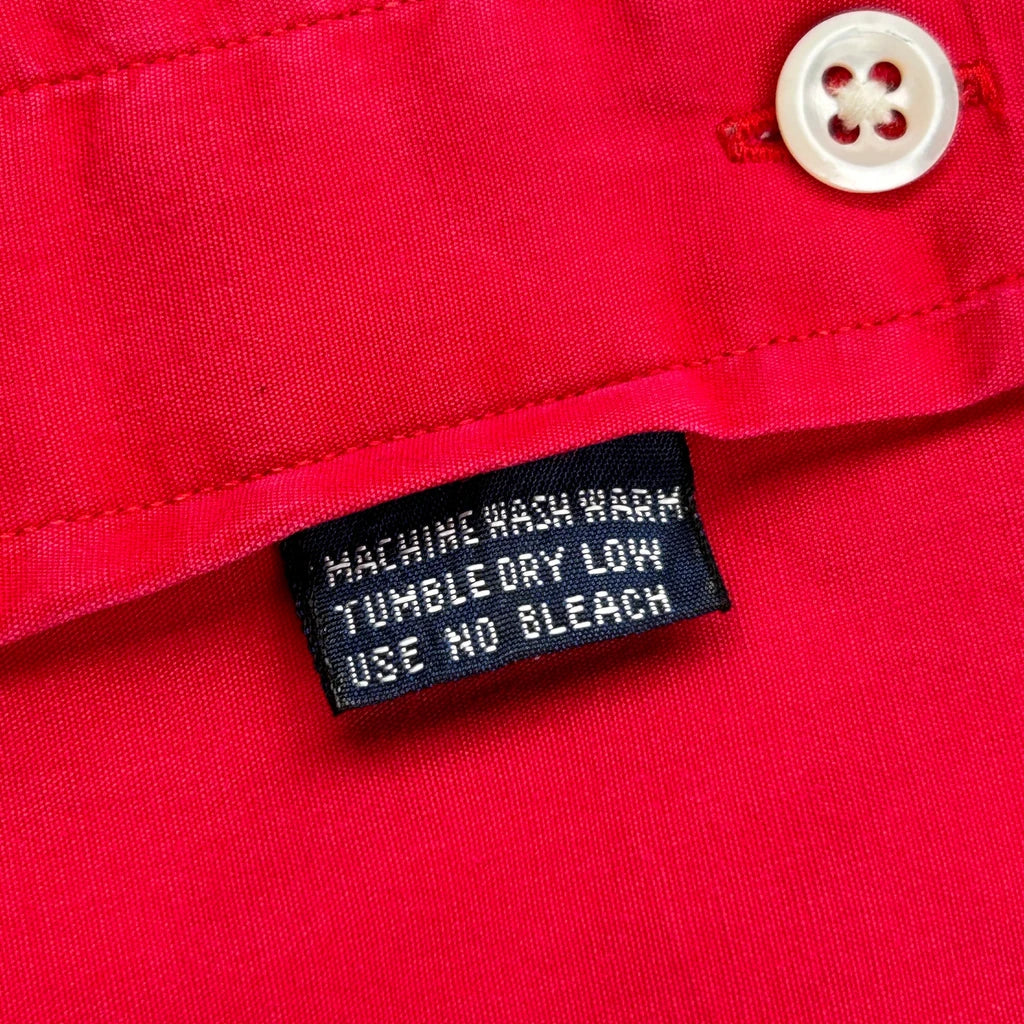 MACHINE WASH WARM
TUMBLE DRY LOW
USE NO BLEACH